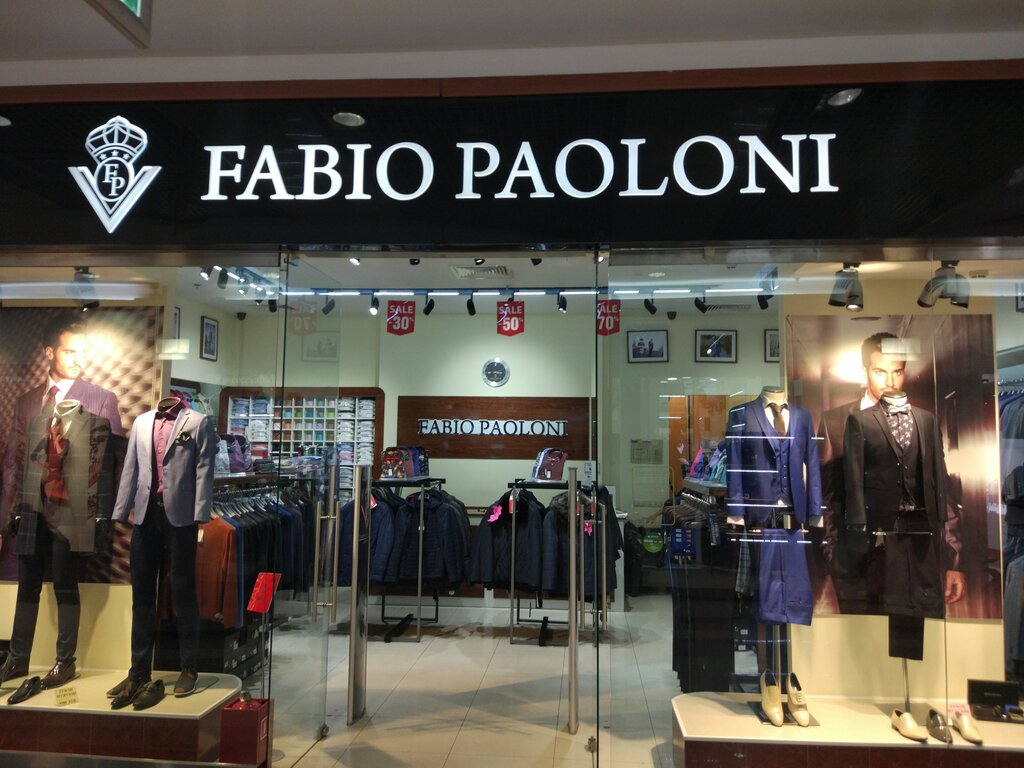 FP
FABIO PAOLONI
SALE
30%
SALE
50%
SALE
70%
FABIO PAOLONI